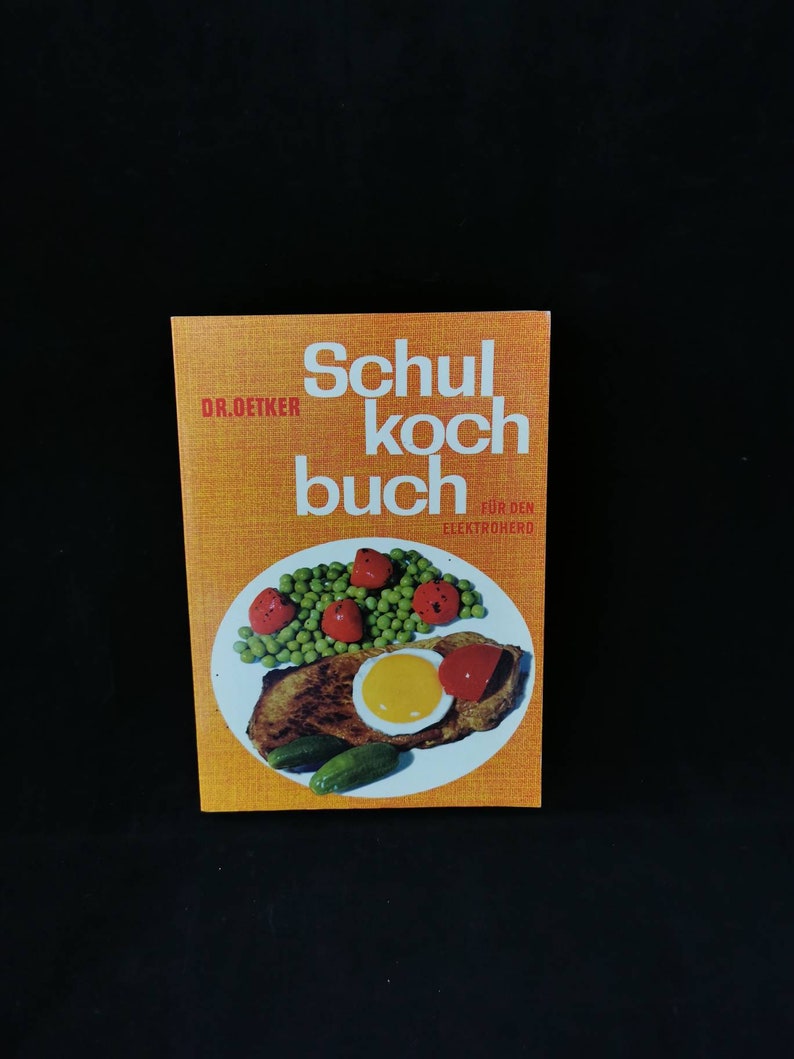 Schul
DR.OETKER
koch
buch
FÜR DEN
ELEKTROHERD